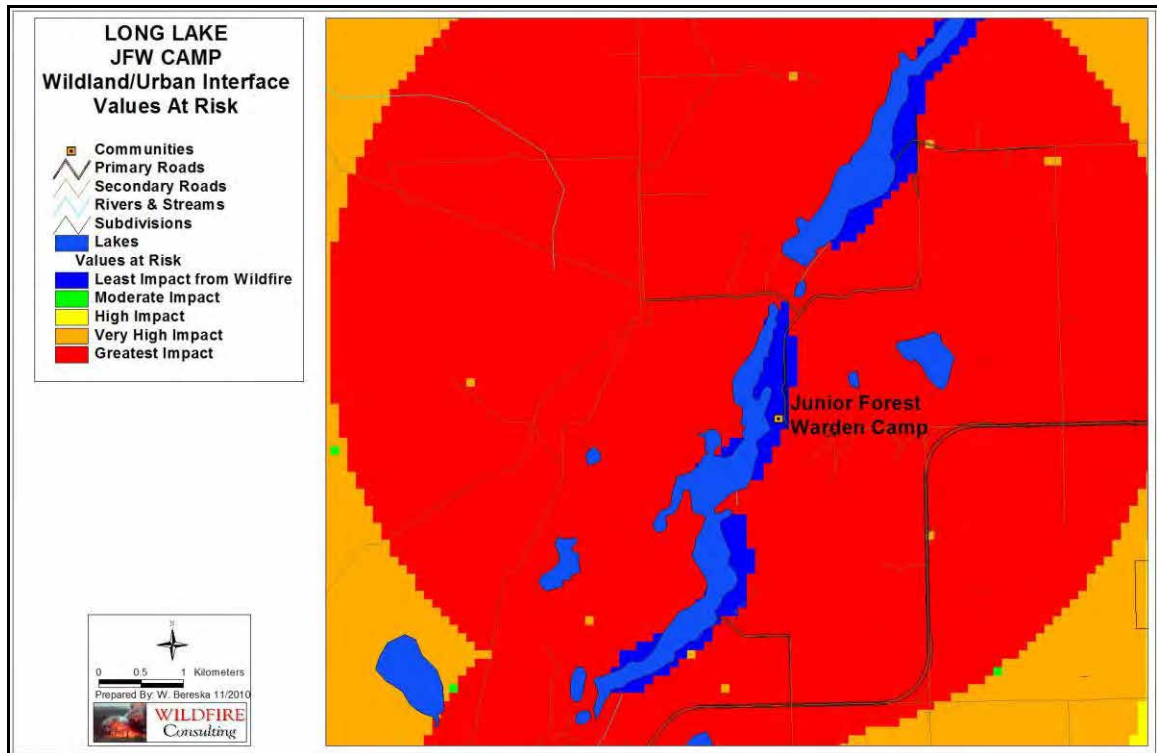 LONG LAKE
JFW CAMP
Wildland/Urban Interface
Values At Risk
Communities
Primary Roads
Secondary Roads
Rivers & Streams
Subdivisions
Lakes
Values at Risk
Least Impact from Wildfire
Moderate Impact
High Impact
Very High Impact
Greatest Impact
Junior Forest
Warden Camp
N
0 0.5 1 Kilometers
Prepared By: W. Bereska 11/2010
WILDFIRE
Consulting